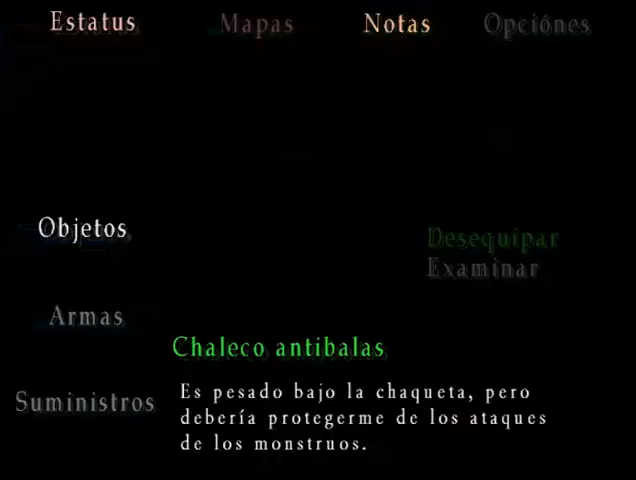 Estatus Mapas Notas Opciónes
Objetos
Desequipar
Examinar
Armas
Chaleco antibalas
Suministros
Es pesado bajo la chaqueta, pero
debería protegerme de los ataques
de los monstruos.